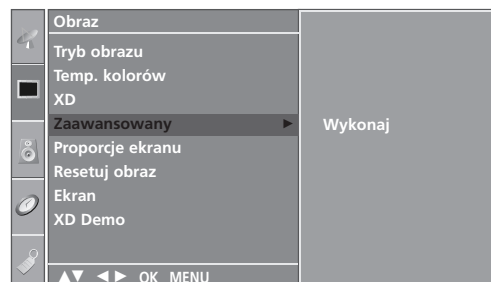 Obraz
Tryb obrazu
Temp. kolorów
XD
Zaawansowany ►
Wykonaj
Proporcje ekranu
Resetuj obraz
Ekran
XD Demo
▲▼ ◄► OK MENU